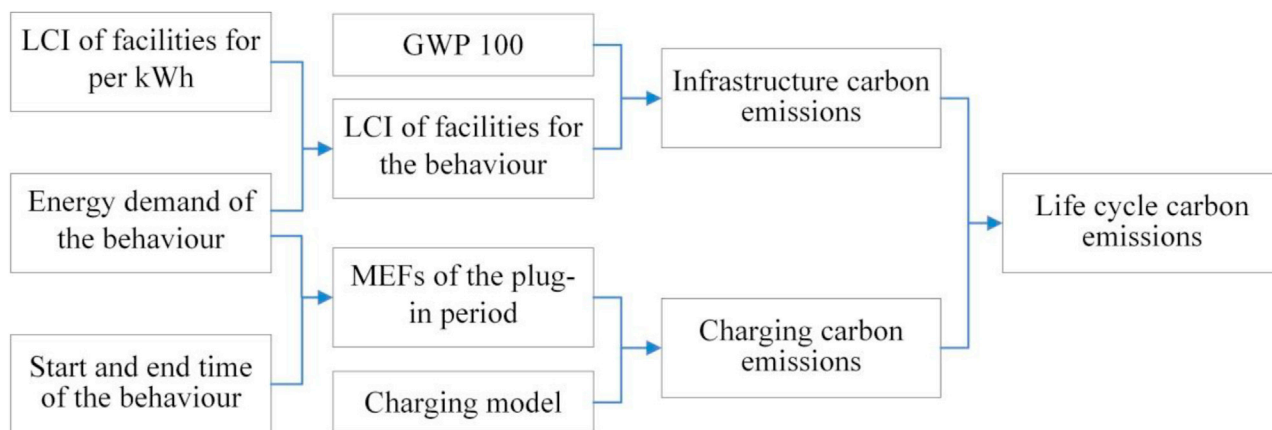 LCI of facilities for
per kWh
Energy demand of
the behaviour
Start and end time
of the behaviour
GWP 100
LCI of facilities for
the behaviour
MEFs of the plug-
in period
Charging model
Infrastructure carbon
emissions
Charging carbon
emissions
Life cycle carbon
emissions